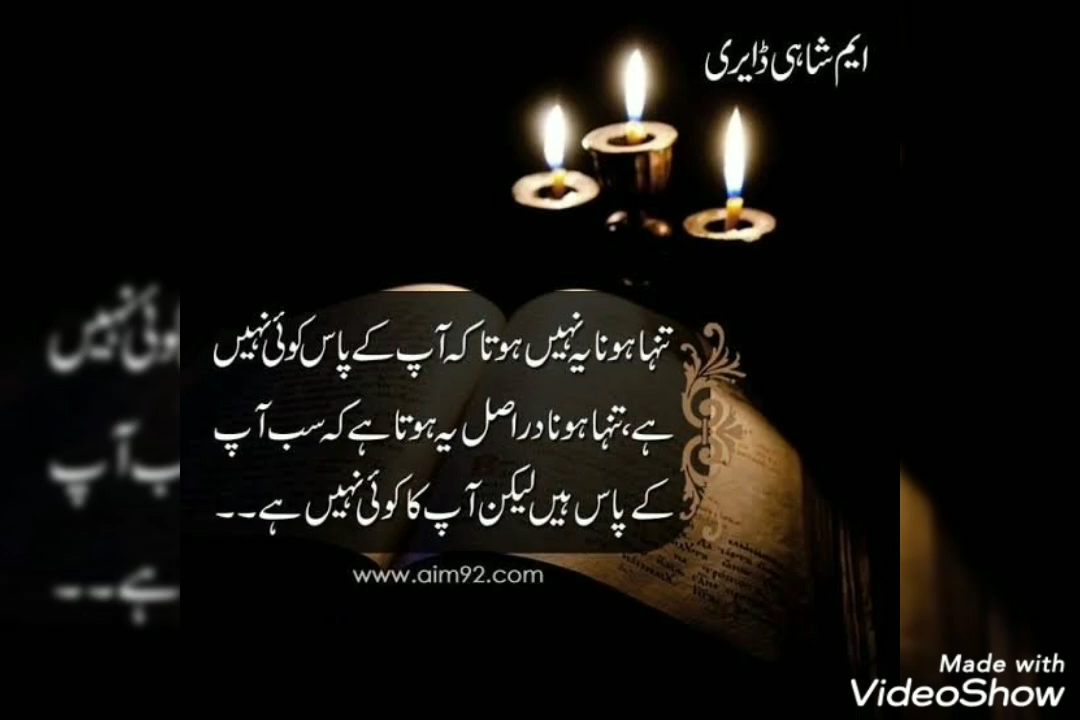 ایم شاہی ڈایری
تنہا ہونا یہ نہیں ہوتا کہ آپ کے پاس کوئی نہیں
ہے، تنہا ہونا دراصل یہ ہوتا ہے کہ سب آپ
کے پاس ہیں لیکن آپ کا کوئی نہیں ہے۔۔
www.aim92.com
Made with
VideoShow